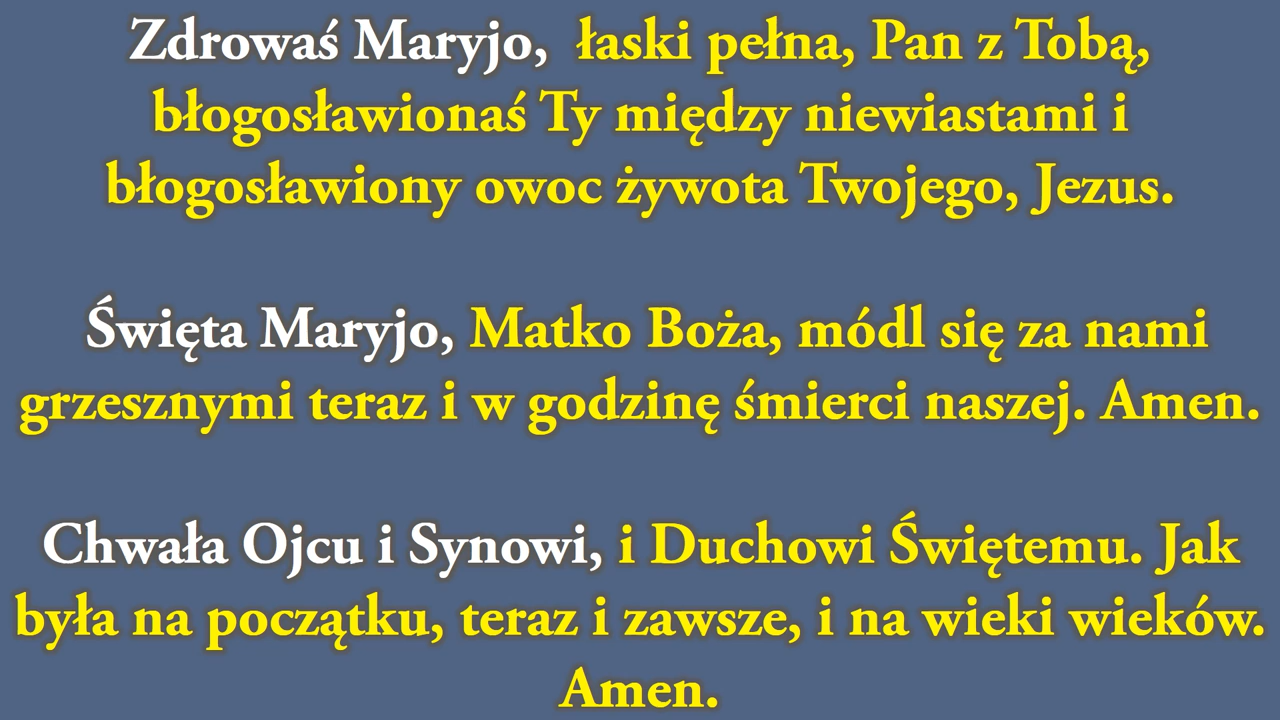 Zdrowaś Maryjo,  łaski pełna, Pan z Tobą,
błogosławionaś Ty między niewiastami i
błogosławiony owoc żywota Twojego, Jezus.
Święta Maryjo, Matko Boża, módl się za nami
grzesznymi teraz i w godzinę śmierci naszej. Amen.
Chwała Ojcu i Synowi, i Duchowi Świętemu. Jak
była na początku, teraz i zawsze, i na wieki wieków.
Amen.